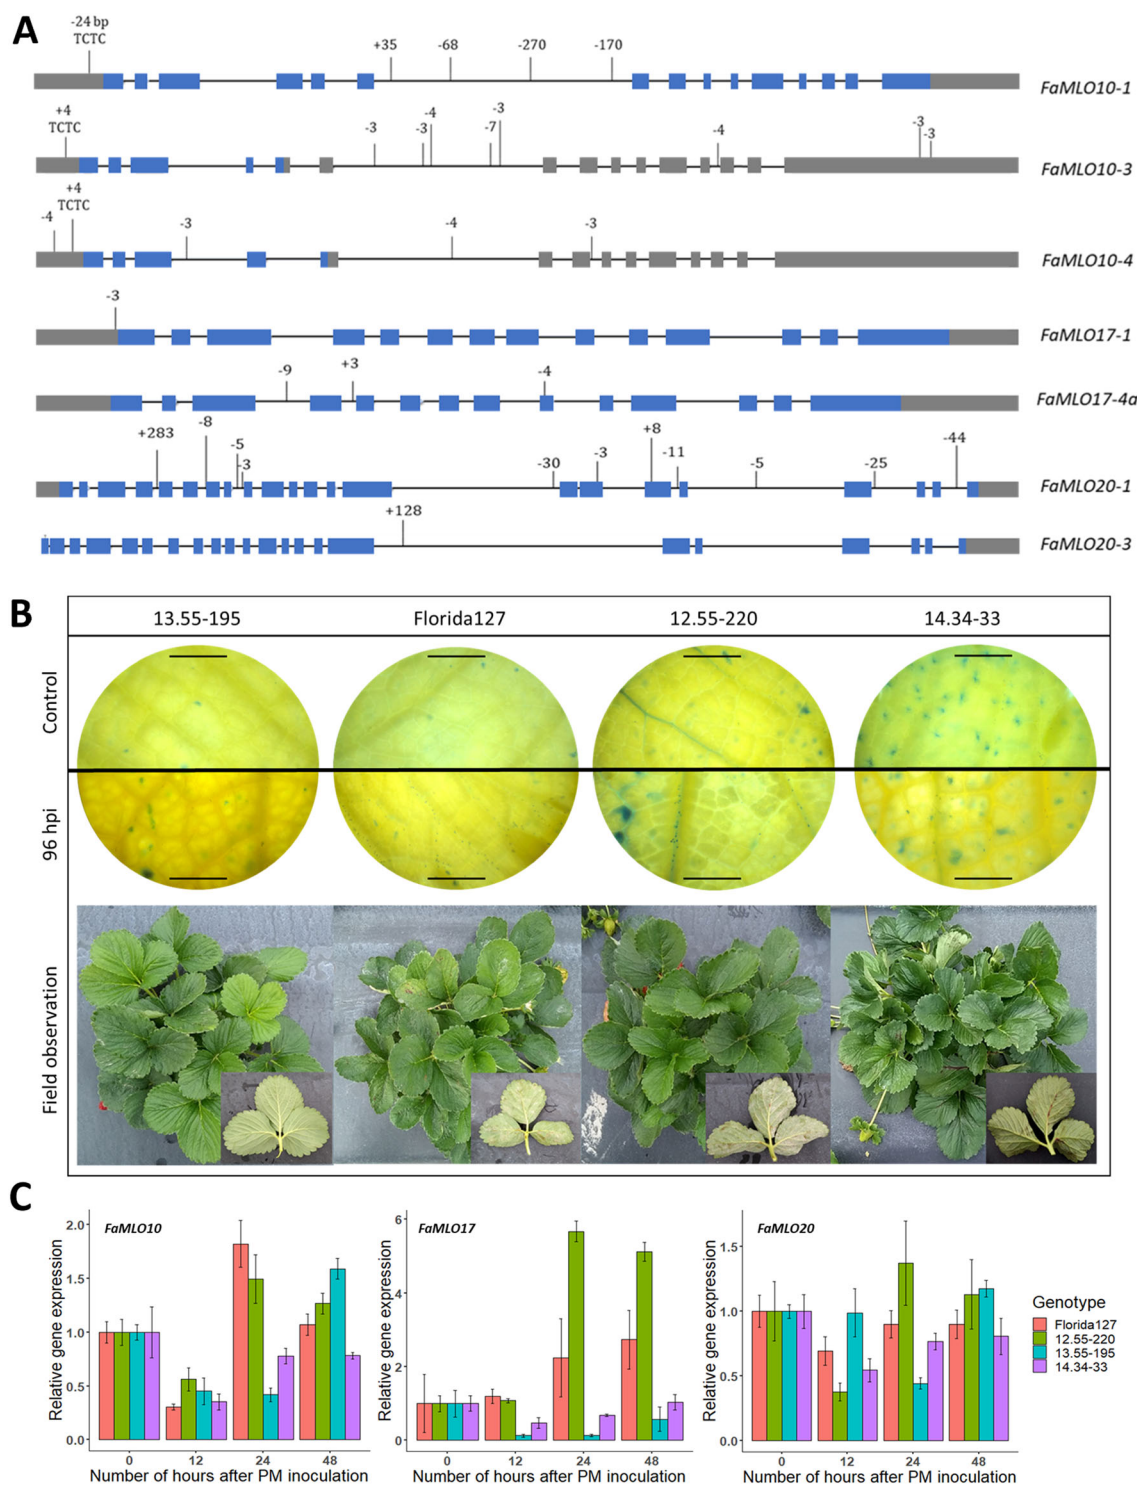 A
-24 bp
TCTC
+35
-68
-270
-170
FaMLO10-1
+4
TCTC
-3
-3
-4
-7
-3
-4
-3
-3
FaMLO10-3
-4
+4
TCTC
-3
-4
-3
FaMLO10-4
-3
FaMLO17-1
-9
+3
-4
FaMLO17-4a
+283
-8
-5
-3
-30
-3
+8
-11
-5
-25
-44
FaMLO20-1
+128
FaMLO20-3
B
13.55-195 Florida127 12.55-220 14.34-33
Control
96 hpi
Field observation
C
FaMLO10
Relative gene expression
2.0
1.5
1.0
0.5
0.0
0 12 24 48
Number of hours after PM inoculation
FaMLO17
Relative gene expression
6
4
2
0
0 12 24 48
Number of hours after PM inoculation
FaMLO20
Relative gene expression
1.5
1.0
0.5
0.0
0 12 24 48
Number of hours after PM inoculation
Genotype
Florida127
12.55-220
13.55-195
14.34-33